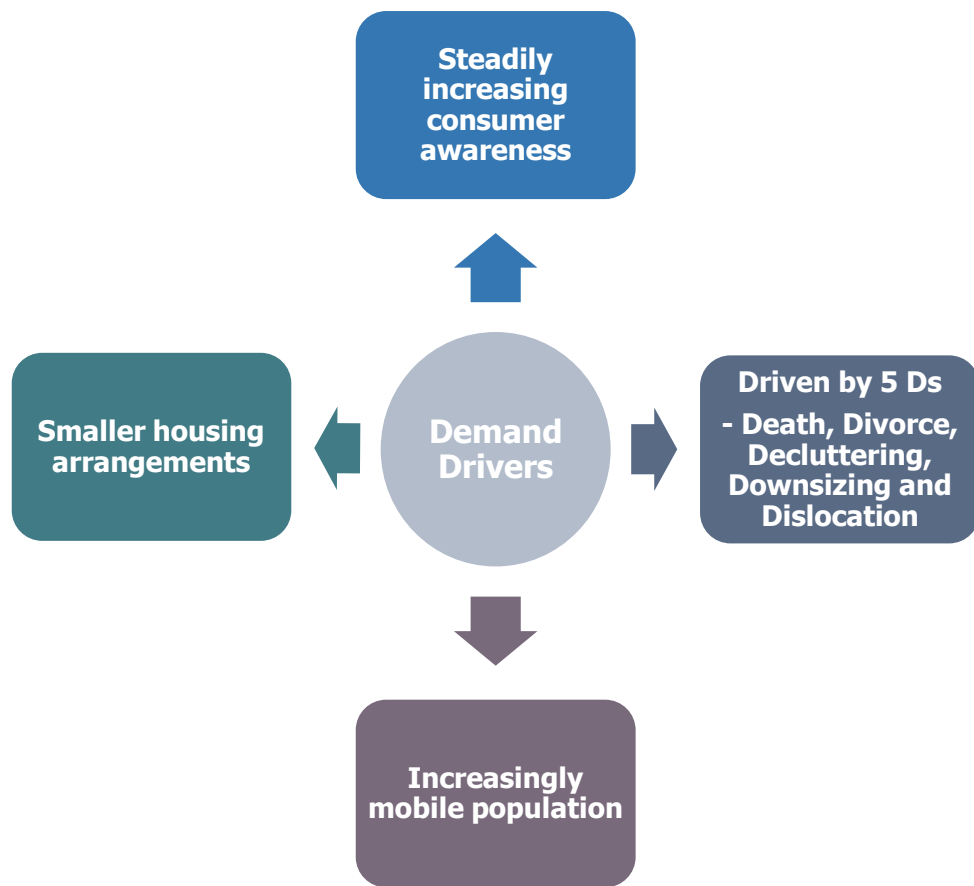 Steadily
increasing
consumer
awareness
Smaller housing
arrangements
Demand
Drivers
Driven by 5 Ds
- Death, Divorce,
Decluttering,
Downsizing and
Dislocation
Increasingly
mobile population